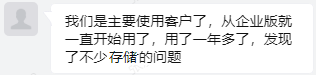 我们是主要使用客户了，从企业版就
一直开始用了，用了一年多了，发现
了不少存储的问题